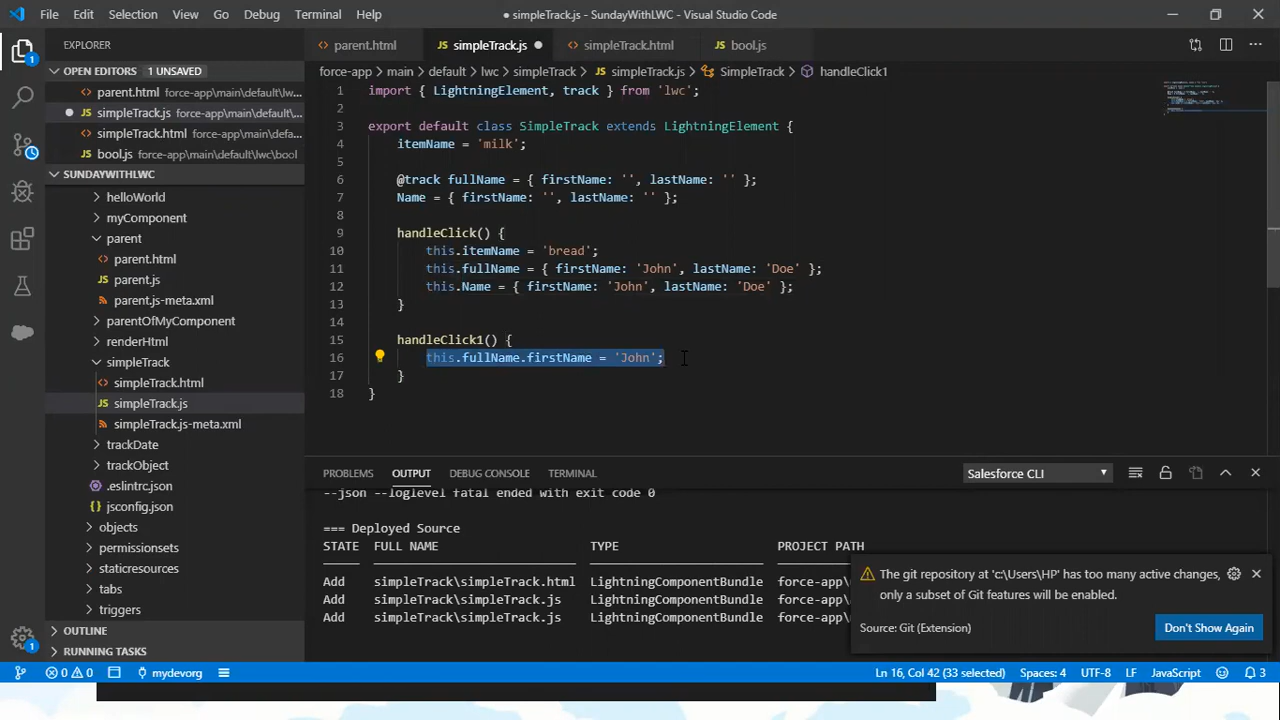 File Edit Selection View Go Debug Terminal Help
● simpleTrack.js - SundayWithLWC - Visual Studio Code
EXPLORER
OPEN EDITORS 1 UNSAVED
parent.html force-app\main\default\lw...
simpleTrack.js force-app\main\default\...
simpleTrack.html force-app\main\defa...
bool.js force-app\main\default\lwc\bool
SUNDAYWITHLWC
helloWorld
myComponent
parent
parent.html
parent.js
parent.js-meta.xml
parentOfMyComponent
renderHtml
simpleTrack
simpleTrack.html
simpleTrack.js
simpleTrack.js-meta.xml
trackDate
trackObject
.eslintrc.json
jsconfig.json
objects
permissionsets
staticresources
tabs
triggers
OUTLINE
RUNNING TASKS
parent.html simpleTrack.js simpleTrack.html bool.js
force-app > main > default > lwc > simpleTrack > simpleTrack.js > SimpleTrack > handleClick1
1 import { LightningElement, track } from 'lwc';
2
3 export default class SimpleTrack extends LightningElement {
4 itemName = 'milk';
5
6 @track fullName = { firstName: '', lastName: '' };
7 Name = { firstName: '', lastName: '' };
8
9 handleClick() {
10 this.itemName = 'bread';
11 this.fullName = { firstName: 'John', lastName: 'Doe' };
12 this.Name = { firstName: 'John', lastName: 'Doe' };
13 }
14
15 handleClick1() {
16 this.fullName.firstName = 'John';
17 }
18 }
PROBLEMS OUTPUT DEBUG CONSOLE TERMINAL
Salesforce CLI
--json --loglevel fatal ended with exit code 0
=== Deployed Source
STATE FULL NAME TYPE PROJECT PATH
Add simpleTrack\simpleTrack.html LightningComponentBundle force-app\
Add simpleTrack\simpleTrack.js LightningComponentBundle force-app\
Add simpleTrack\simpleTrack.js LightningComponentBundle force-app\
The git repository at 'c:\Users\HP' has too many active changes,
only a subset of Git features will be enabled.
Source: Git (Extension)
Don't Show Again
1
1
0 0 mydevorg
Ln 16, Col 42 (33 selected) Spaces: 4 UTF-8 LF JavaScript 3